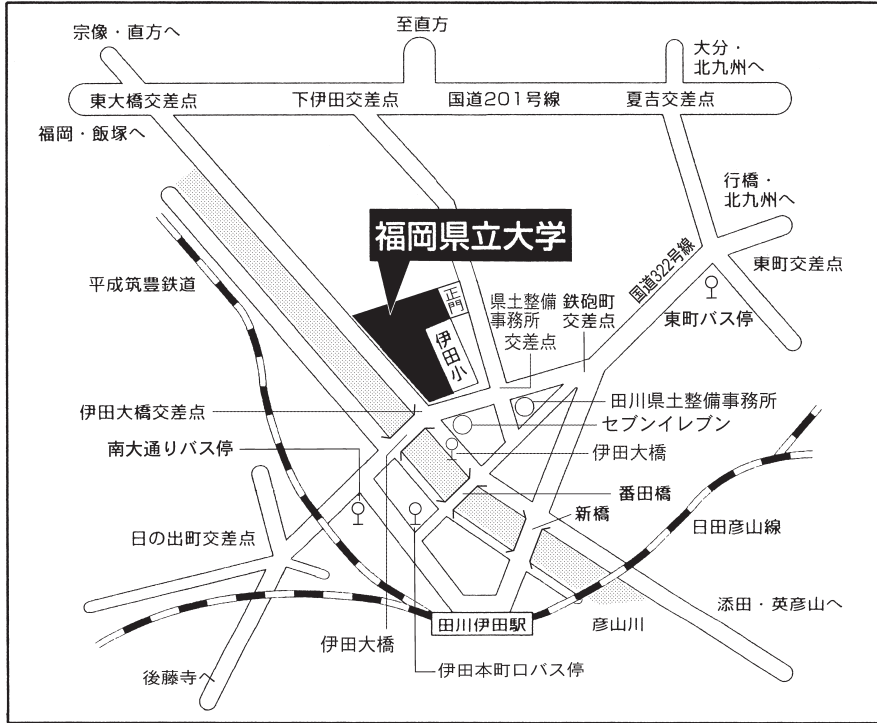 宗像・直方へ
至直方
大分・
北九州へ
東大橋交差点
下伊田交差点
国道201号線
夏吉交差点
福岡・飯塚へ
行橋・
北九州へ
福岡県立大学
国道322号線
東町交差点
平成筑豊鉄道
正門
県土整備
事務所
交差点
鉄砲町
交差点
東町バス停
伊田小
伊田大橋交差点
田川県土整備事務所
セブンイレブン
南大通りバス停
伊田大橋
番田橋
新橋
日の出町交差点
日田彦山線
添田・英彦山へ
田川伊田駅
彦山川
伊田大橋
後藤寺へ
伊田本町口バス停